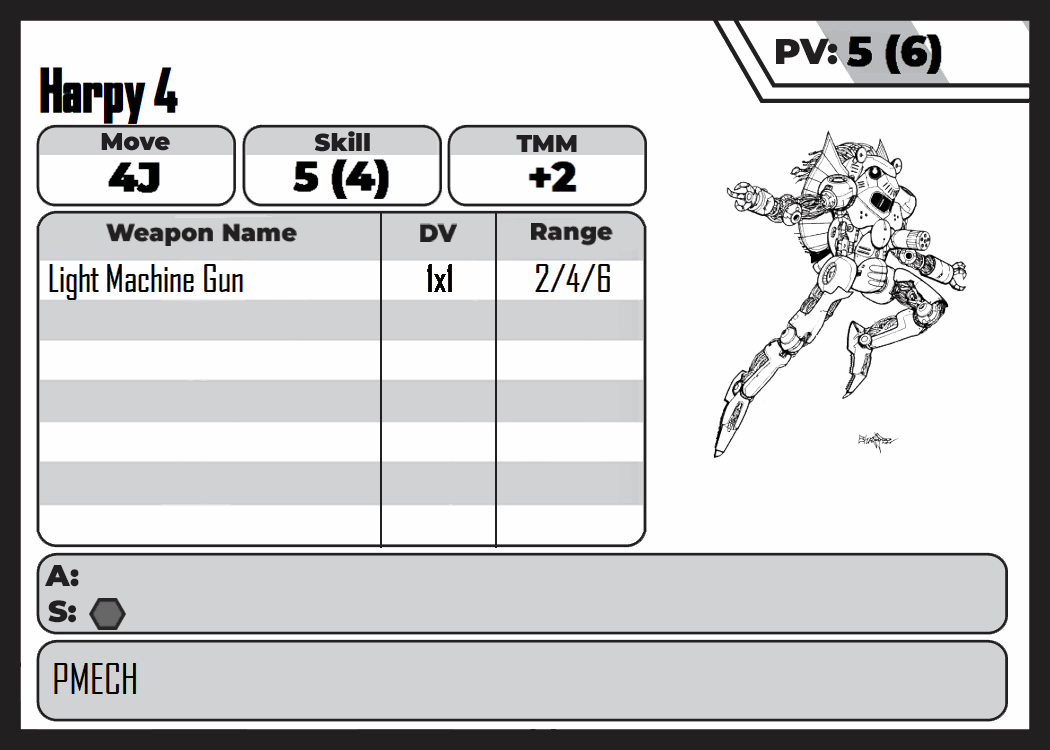 PV: 5 (6)
Harpy 4
Move Skill TMM
4J 5 (4) +2
Weapon Name DV Range
Light Machine Gun 1x1 2/4/6
A:
S:
PMECH